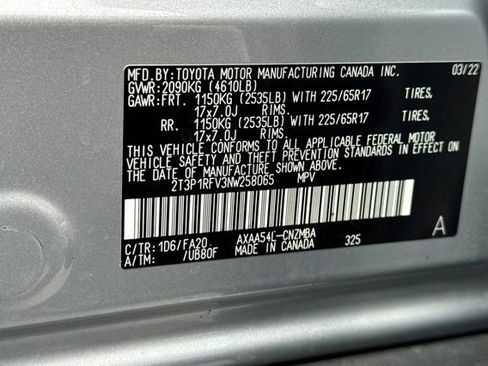 MFD. BY: TOYOTA MOTOR MANUFACTURING CANADA INC. 03/22
GVWR: 2090KG (4610LB)
GAWR: FRT. 1150KG (2535LB) WITH 225/65R17 TIRES,
17x7.0J RIMS,
RR. 1150KG (2535LB) WITH 225/65R17 TIRES,
17x7.0J RIMS,
THIS VEHICLE CONFORMS TO ALL APPLICABLE FEDERAL MOTOR
VEHICLE SAFETY AND THEFT PREVENTION STANDARDS IN EFFECT ON
THE DATE OF MANUFACTURE SHOWN ABOVE.
2T3P1RFV3NW258065 MPV
C/TR: 1D6/FA20 AXAA54L-CNZMBA 325 A
A/TM: /UB80F MADE IN CANADA